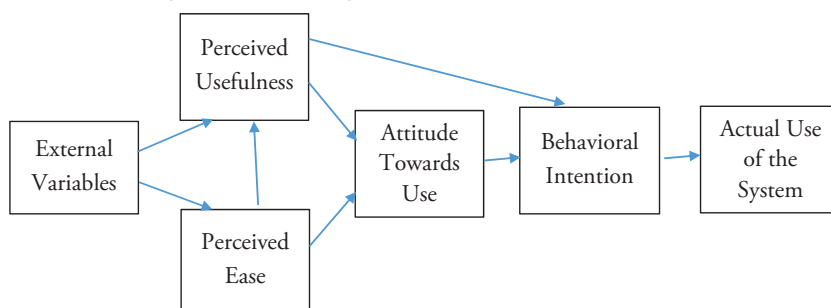 Perceived
Usefulness
External
Variables
Perceived
Ease
Attitude
Towards
Use
Behavioral
Intention
Actual Use
of the
System